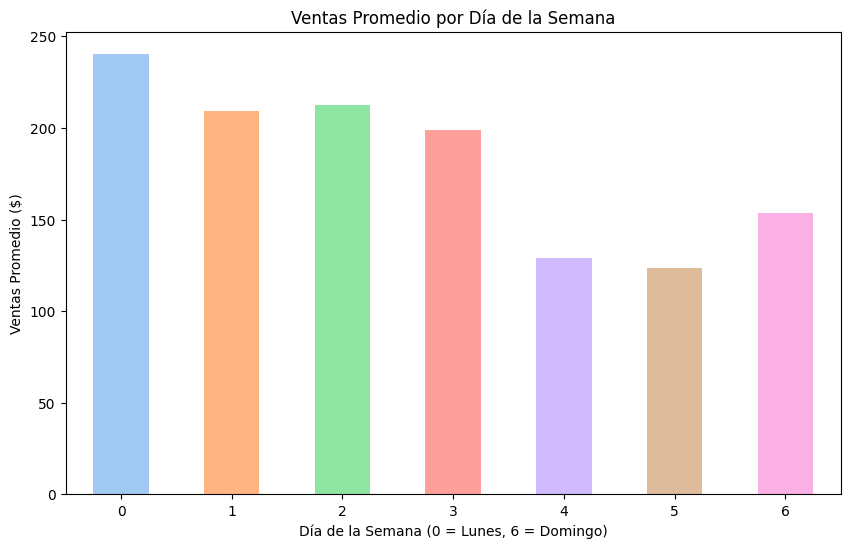 Ventas Promedio por Día de la Semana
Ventas Promedio ($)
250
200
150
100
50
0
0 1 2 3 4 5 6
Día de la Semana (0 = Lunes, 6 = Domingo)